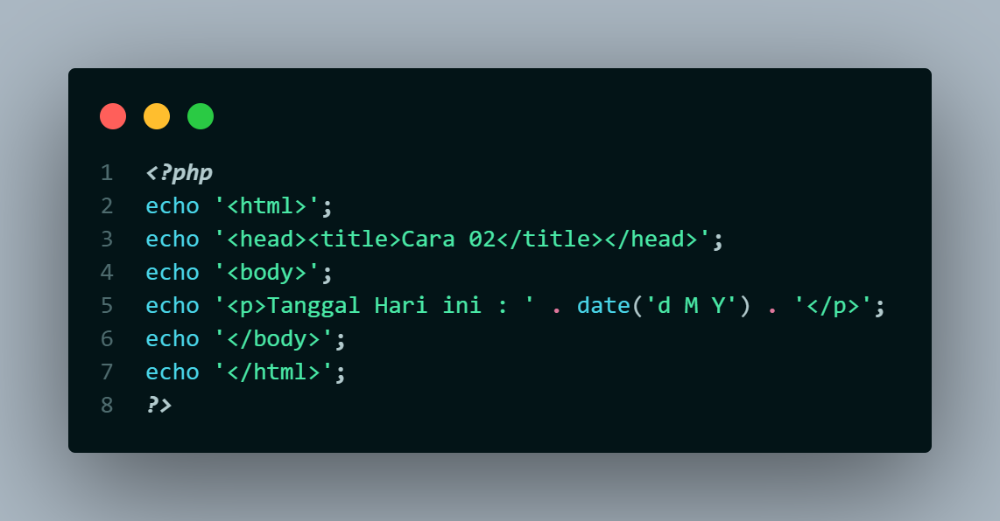 1 <?php
2 echo '<html>';
3 echo '<head><title>Cara 02</title></head>';
4 echo '<body>';
5 echo '<p>Tanggal Hari ini : ' . date('d M Y') . '</p>';
6 echo '</body>';
7 echo '</html>';
8 ?>